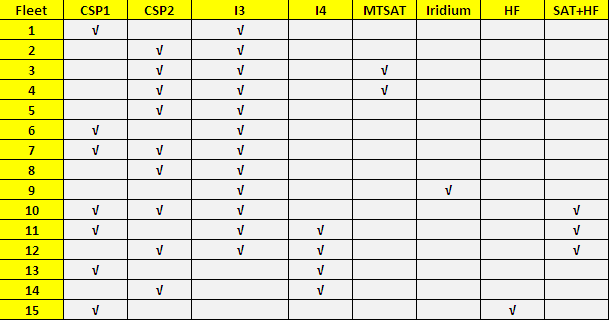 Fleet CSP1 CSP2 I3 I4 MTSAT Iridium HF SAT+HF
1 √ √
2 √ √
3 √ √ √
4 √ √ √
5 √ √
6 √ √
7 √ √ √
8 √ √
9 √ √
10 √ √ √ √
11 √ √ √ √
12 √ √ √ √
13 √ √
14 √ √
15 √ √